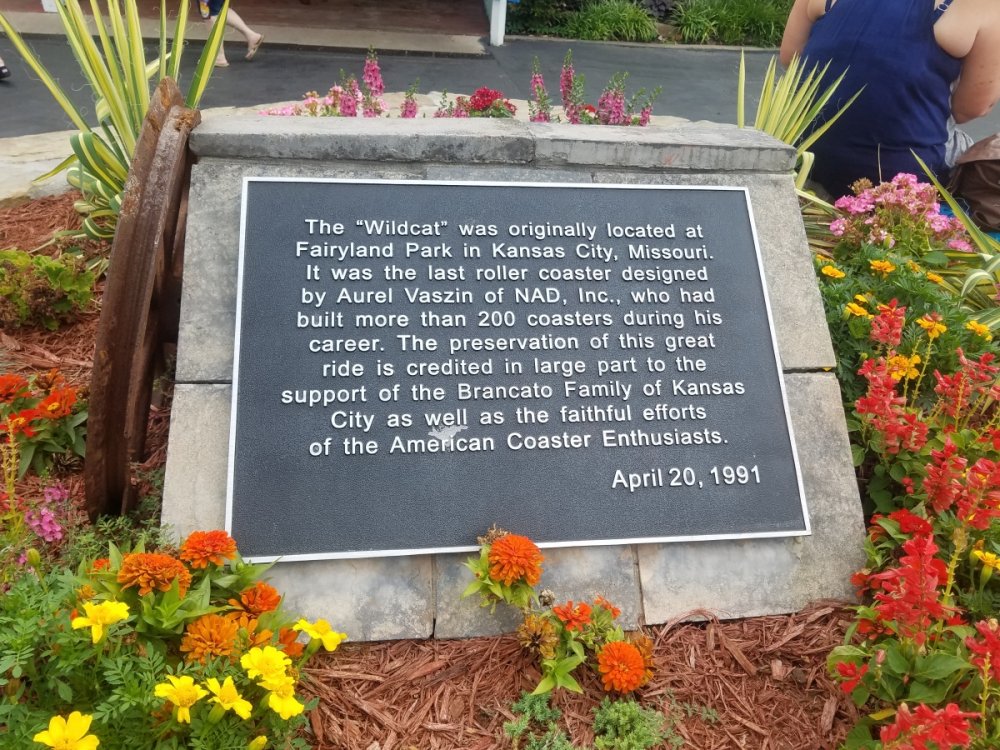 The "Wildcat" was originally located at
Fairyland Park in Kansas City, Missouri.
It was the last roller coaster designed
by Aurel Vaszin of NAD, Inc., who had
built more than 200 coasters during his
career. The preservation of this great
ride is credited in large part to the
support of the Brancato Family of Kansas
City as well as the faithful efforts
of the American Coaster Enthusiasts.
April 20, 1991